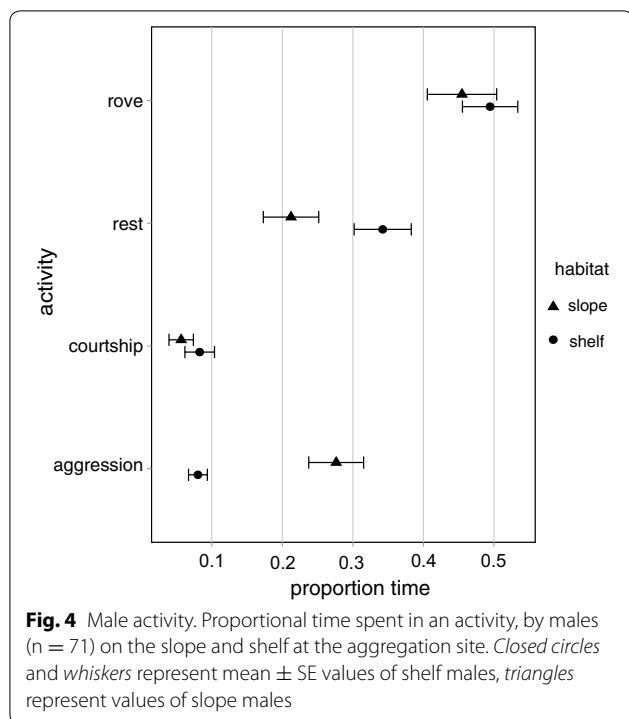 rove
rest
courtship
aggression
activity
0.1 0.2 0.3 0.4 0.5
proportion time
habitat
slope
shelf
Fig. 4 Male activity. Proportional time spent in an activity, by males
(n = 71) on the slope and shelf at the aggregation site. Closed circles
and whiskers represent mean ± SE values of shelf males, triangles
represent values of slope males